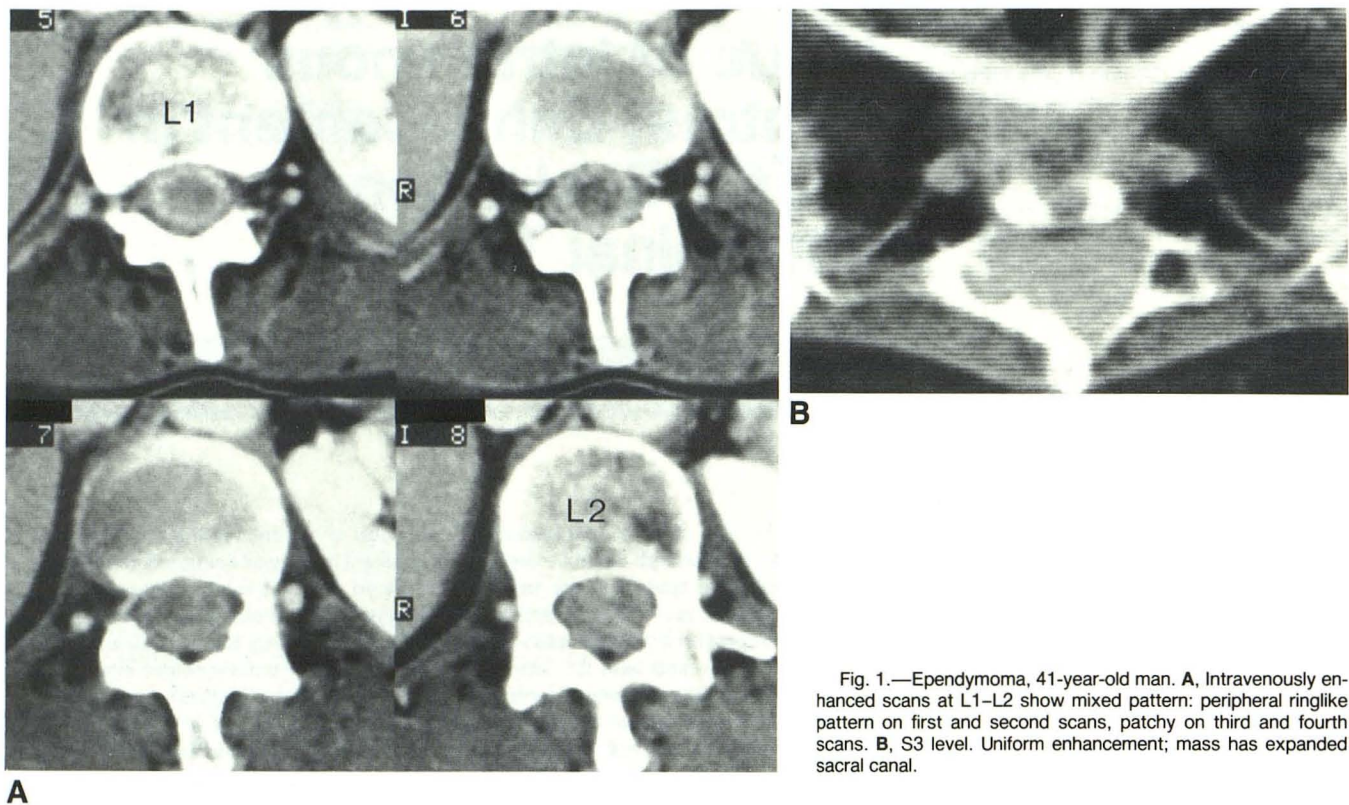 5
I 6
L1
R
7
I 8
L2
R
A
B
Fig. 1.—Ependymoma, 41-year-old man. A, Intravenously en-
hanced scans at L1–L2 show mixed pattern: peripheral ringlike
pattern on first and second scans, patchy on third and fourth
scans. B, S3 level. Uniform enhancement; mass has expanded
sacral canal.